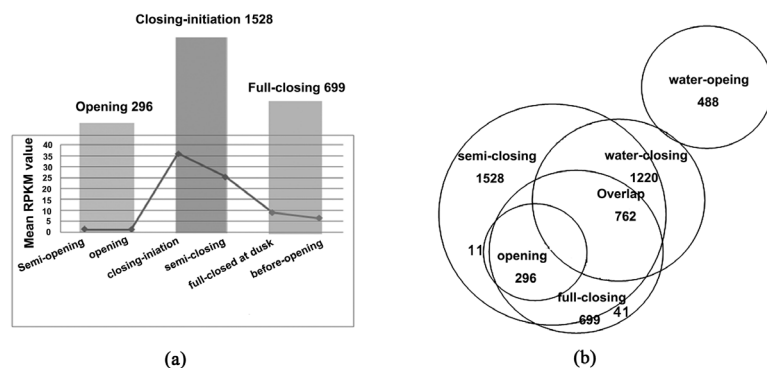 Closing-initiation 1528
Full-closing 699
Opening 296
Mean RPKM value
40
35
30
25
20
15
10
5
0
Semi-opening
opening
closing-iniation
semi-closing
full-closed at dusk
before-opening
(a)
water-opeing
488
semi-closing
1528
water-closing
1220
Overlap
762
11
opening
296
full-closing
699
41
(b)